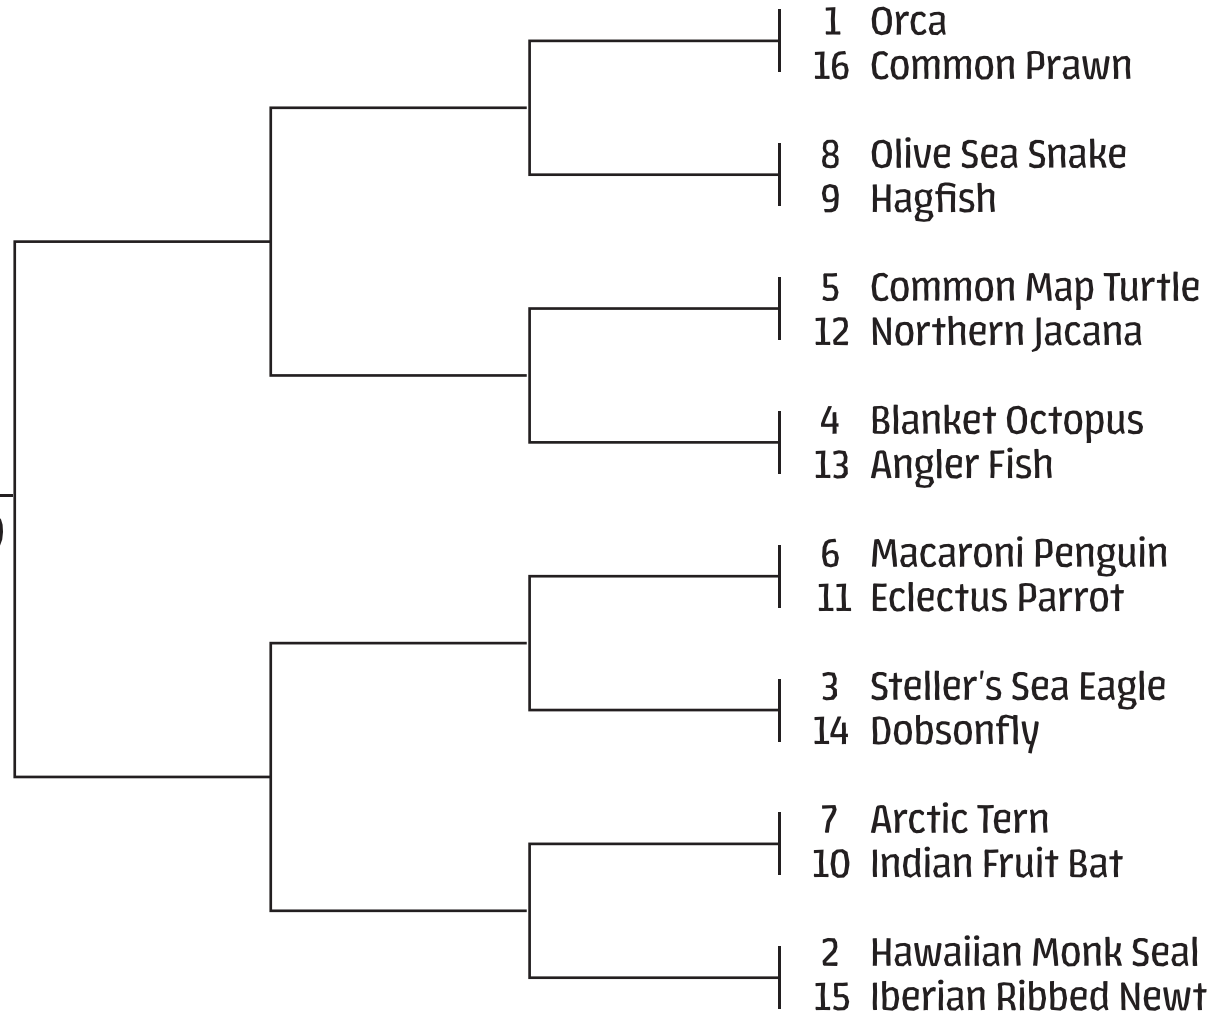 1 Orca
16 Common Prawn
8 Olive Sea Snake
9 Hagfish
5 Common Map Turtle
12 Northern Jacana
4 Blanket Octopus
13 Angler Fish
6 Macaroni Penguin
11 Eclectus Parrot
3 Steller's Sea Eagle
14 Dobsonfly
7 Arctic Tern
10 Indian Fruit Bat
2 Hawaiian Monk Seal
15 Iberian Ribbed Newt